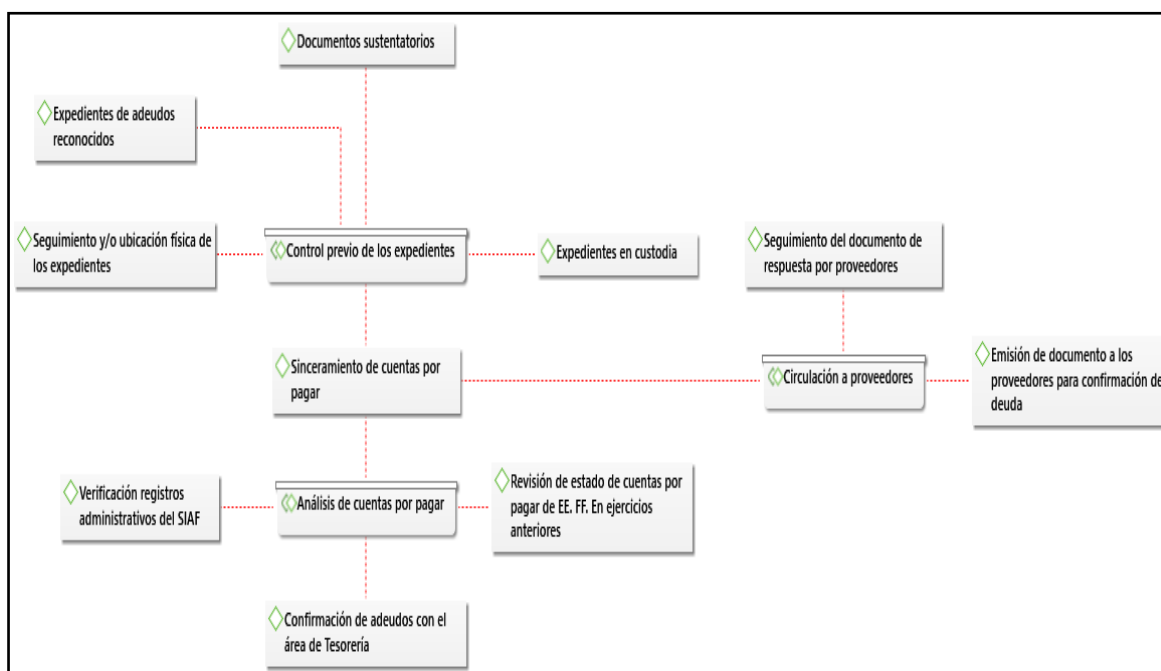 Documentos sustentatorios
Expedientes de adeudos
reconocidos
Seguimiento y/o ubicación física de
los expedientes
Control previo de los expedientes
Expedientes en custodia
Seguimiento del documento de
respuesta por proveedores
Sinceramiento de cuentas por
pagar
Circulación a proveedores
Emisión de documento a los
proveedores para confirmación de
deuda
Verificación registros
administrativos del SIAF
Análisis de cuentas por pagar
Revisión de estado de cuentas por
pagar de EE. FF. En ejercicios
anteriores
Confirmación de adeudos con el
área de Tesorería